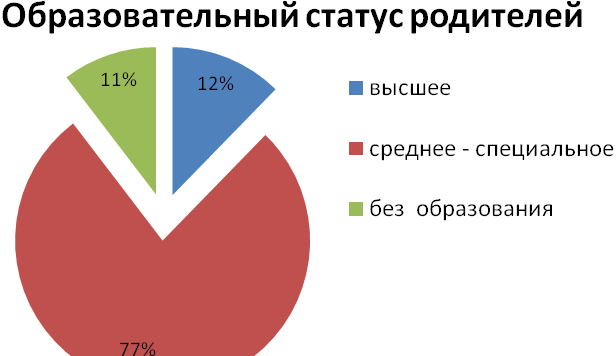 Образовательный статус родителей
11%
12%
77%
высшее
среднее - специальное
без образования